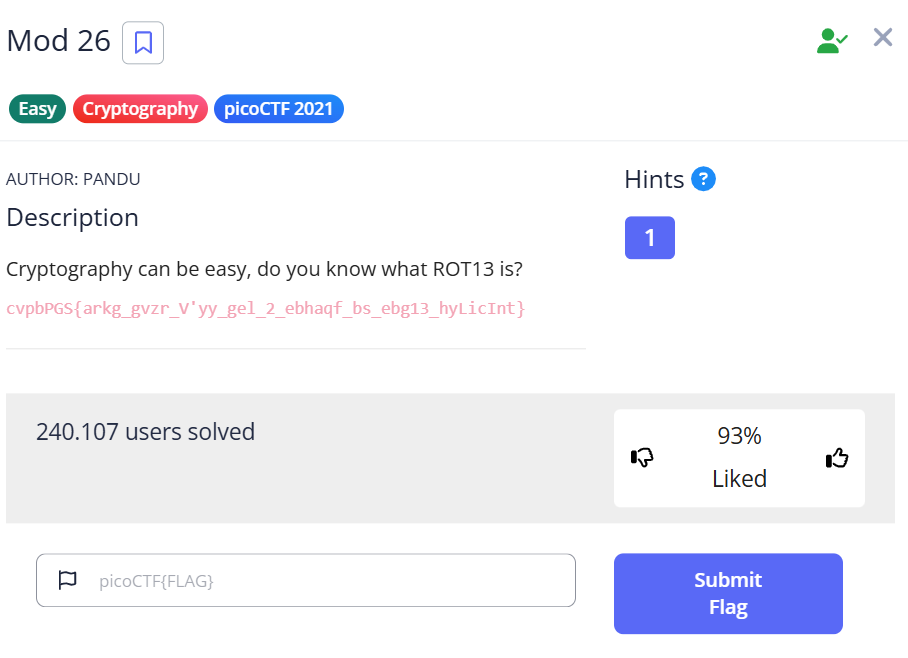 Mod 26
Easy Cryptography picoCTF 2021
AUTHOR: PANDU
Description
Cryptography can be easy, do you know what ROT13 is?
cvpbPGS{arkg_gvzr_V'yy_gel_2_ebhaqf_bs_ebg13_hyLicInt}
Hints ?
1
240.107 users solved
93%
Liked
picoCTF{FLAG}
Submit
Flag